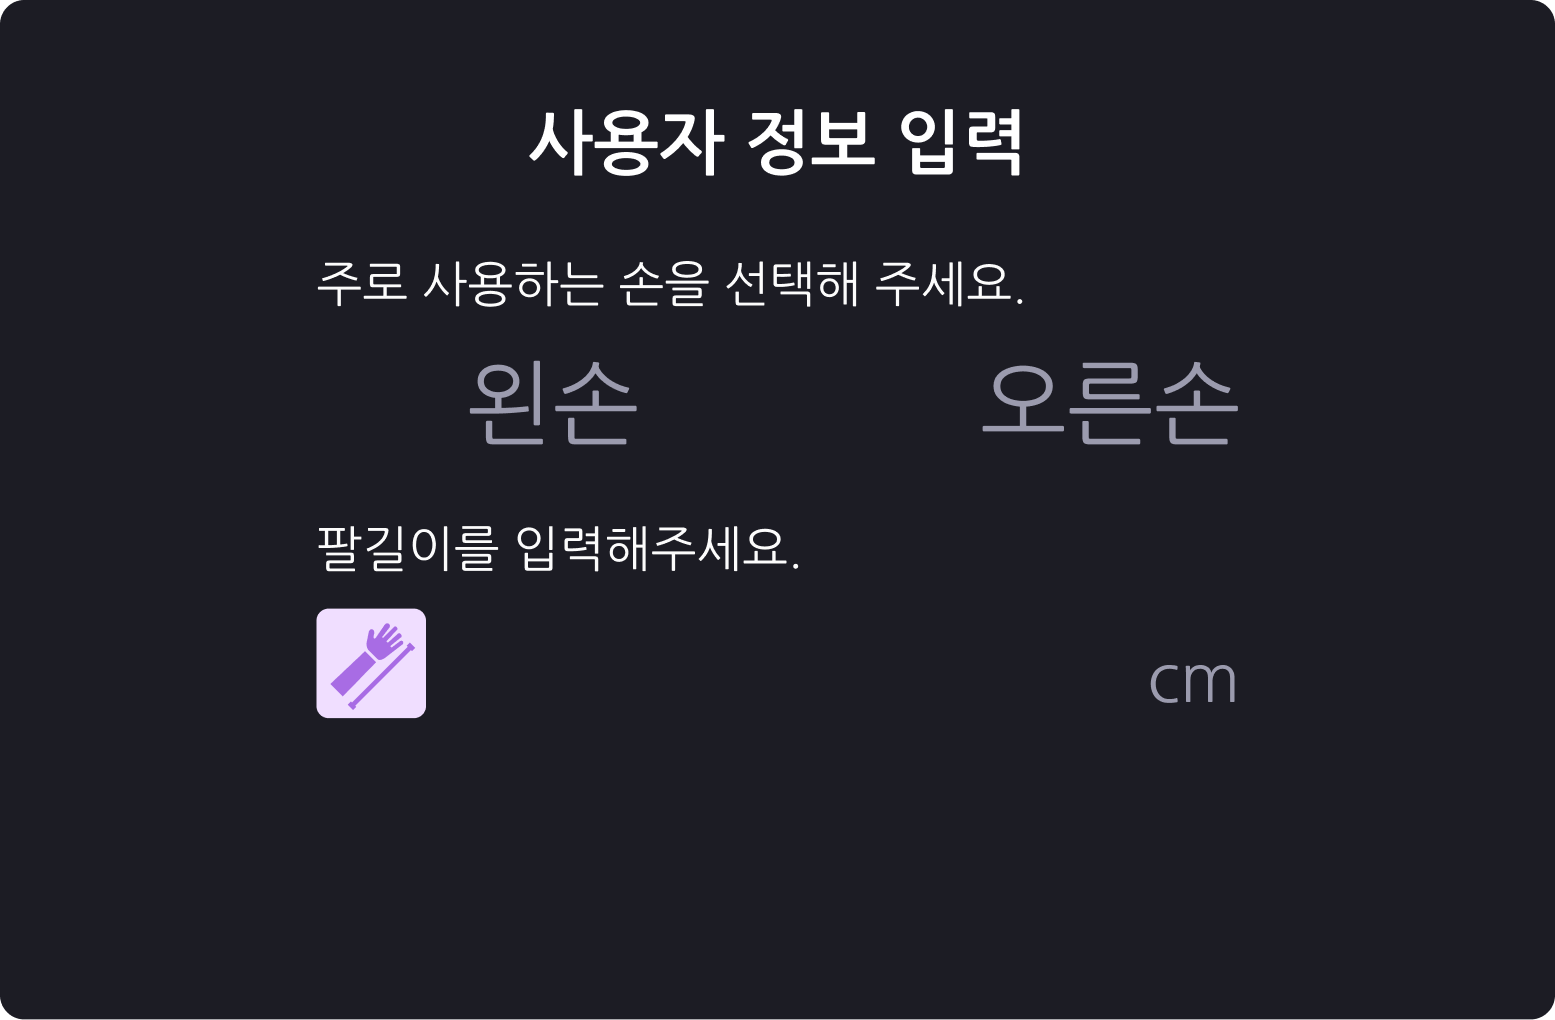 사용자 정보 입력
주로 사용하는 손을 선택해 주세요.
왼손 오른손
팔길이를 입력해주세요.
cm